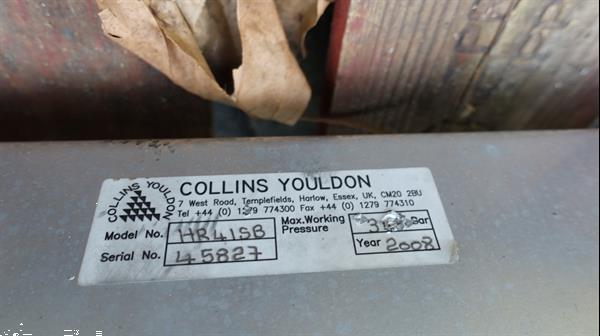 COLLINS YOULDON
COLLINS YOULDON
7 West Road, Templefields, Harlow, Essex, UK, CM20 2BU
Tel +44 (0) 1279 774300 Fax +44 (0) 1279 774310
Model No. HR41SB
Max.Working Pressure Bar
Serial No. 45827
Year 2008